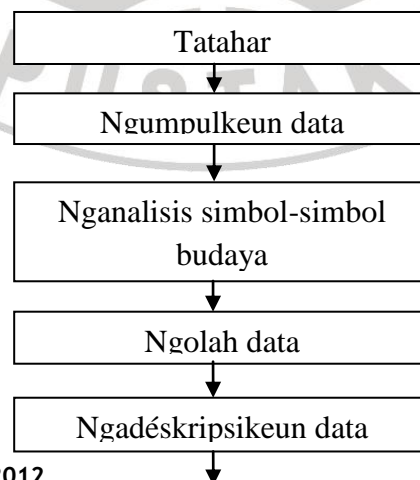 Tatahar
Ngumpulkeun data
Nganalisis simbol-simbol
budaya
Ngolah data
Ngadéskripsikeun data
2012